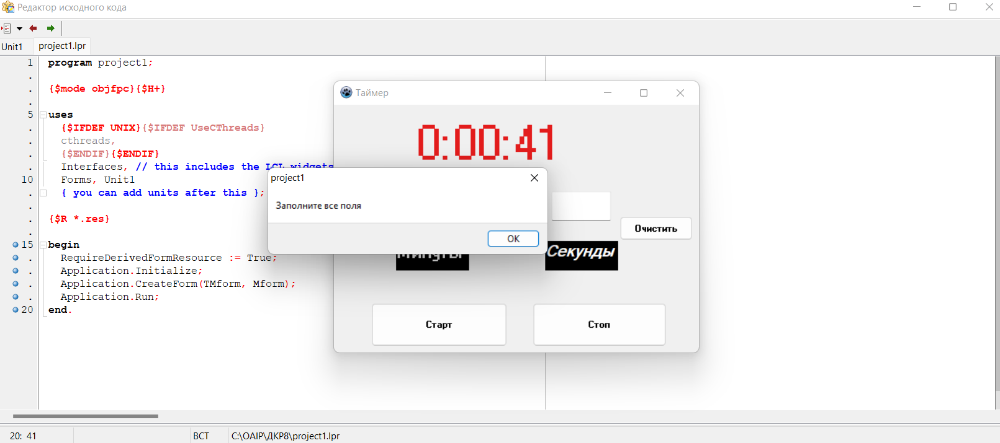 Редактор исходного кода
Unit1 project1.lpr
1 program project1;
{$mode objfpc}{$H+}
5 uses
{$IFDEF UNIX}{$IFDEF UseCThreads}
cthreads,
{$ENDIF}{$ENDIF}
Interfaces, // this includes the LCL widgets
10 Forms, Unit1
{ you can add units after this };
{$R *.res}
15 begin
RequireDerivedFormResource := True;
Application.Initialize;
Application.CreateForm(TMform, Mform);
Application.Run;
20 end.
Таймер
0:00:41
project1
Заполните все поля
OK
Очистить
Минуты
Секунды
Старт
Стоп
20: 41
ВСТ
C:\OAIP\ДКР8\project1.lpr